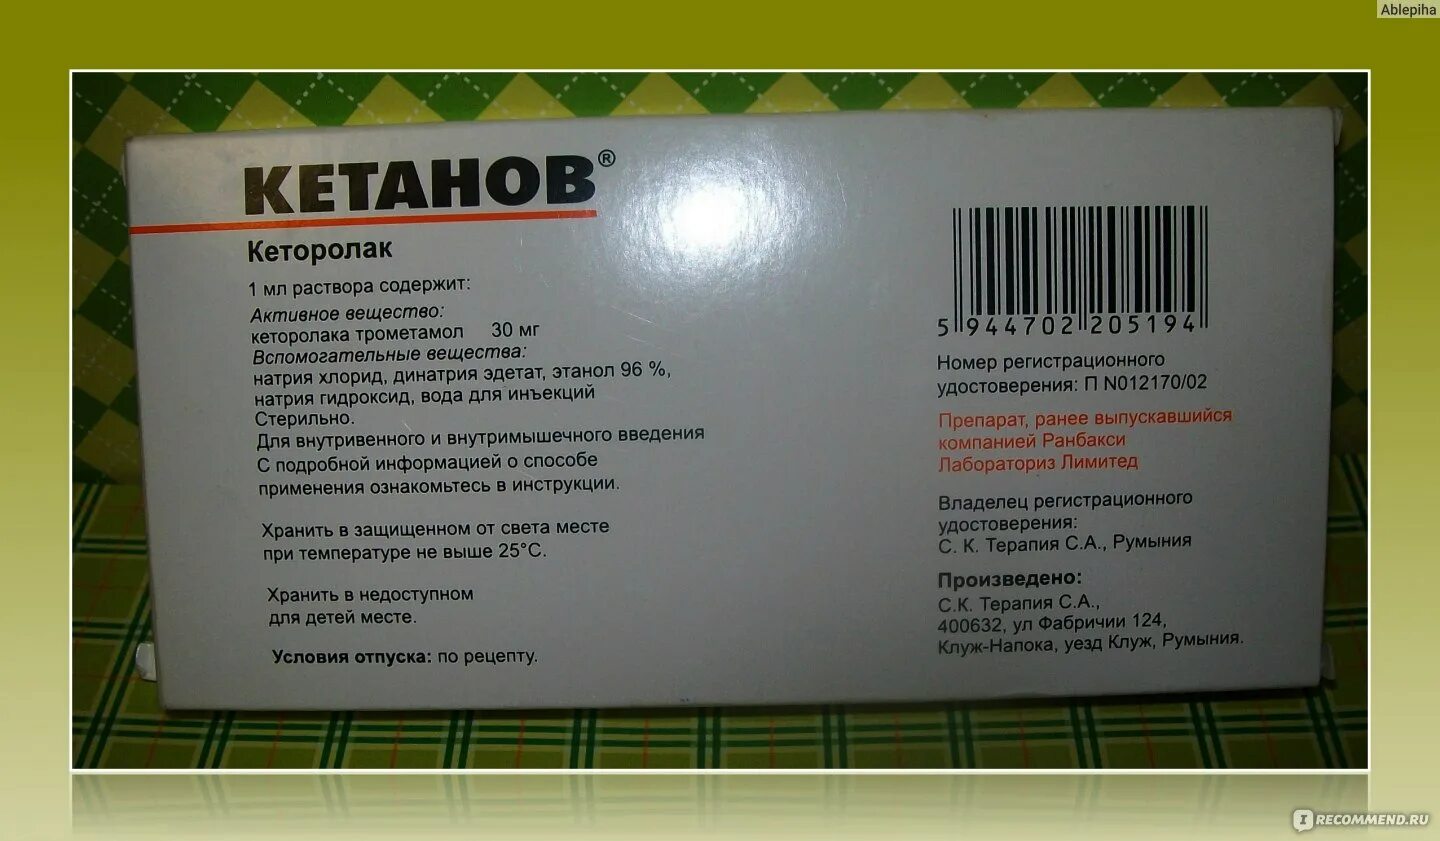 Ablepiha
КЕТАНОВ®
Кеторолак
1 мл раствора содержит:
Активное вещество:
кеторолака трометамол 30 мг
Вспомогательные вещества:
натрия хлорид, динатрия эдетат, этанол 96 %,
натрия гидроксид, вода для инъекций
Стерильно.
Для внутривенного и внутримышечного введения
С подробной информацией о способе
применения ознакомьтесь в инструкции.
Хранить в защищенном от света месте
при температуре не выше 25°C.
Хранить в недоступном
для детей месте.
Условия отпуска: по рецепту.
5 944702 205194
Номер регистрационного
удостоверения: П N012170/02
Препарат, ранее выпускавшийся
компанией Ранбакси
Лабораториз Лимитед
Владелец регистрационного
удостоверения:
С. К. Терапия С.А., Румыния
Произведено:
С.К. Терапия С.А.,
400632, ул Фабричии 124,
Клуж-Напока, уезд Клуж, Румыния.
IRECOMMEND.RU